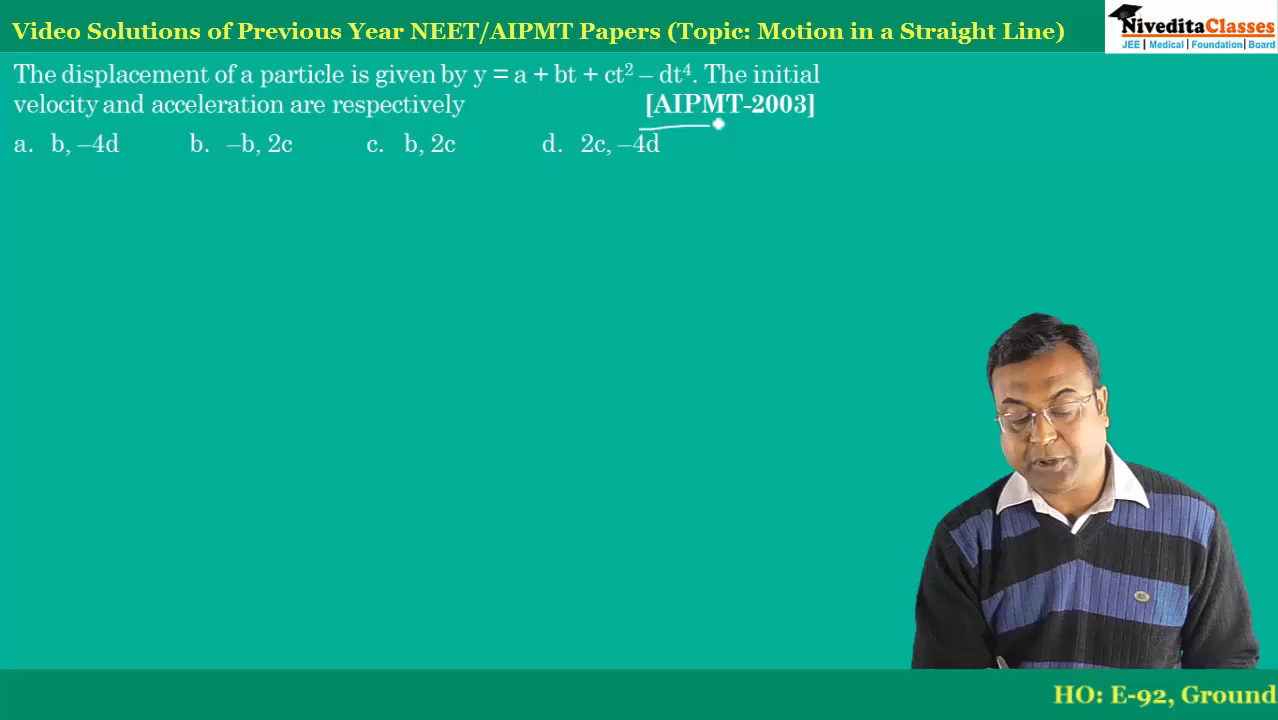 Video Solutions of Previous Year NEET/AIPMT Papers (Topic: Motion in a Straight Line)
NiveditaClasses
JEE | Medical | Foundation | Board
The displacement of a particle is given by y = a + bt + ct² – dt⁴. The initial
velocity and acceleration are respectively [AIPMT-2003]
a. b, –4d b. –b, 2c c. b, 2c d. 2c, –4d
HO: E-92, Ground